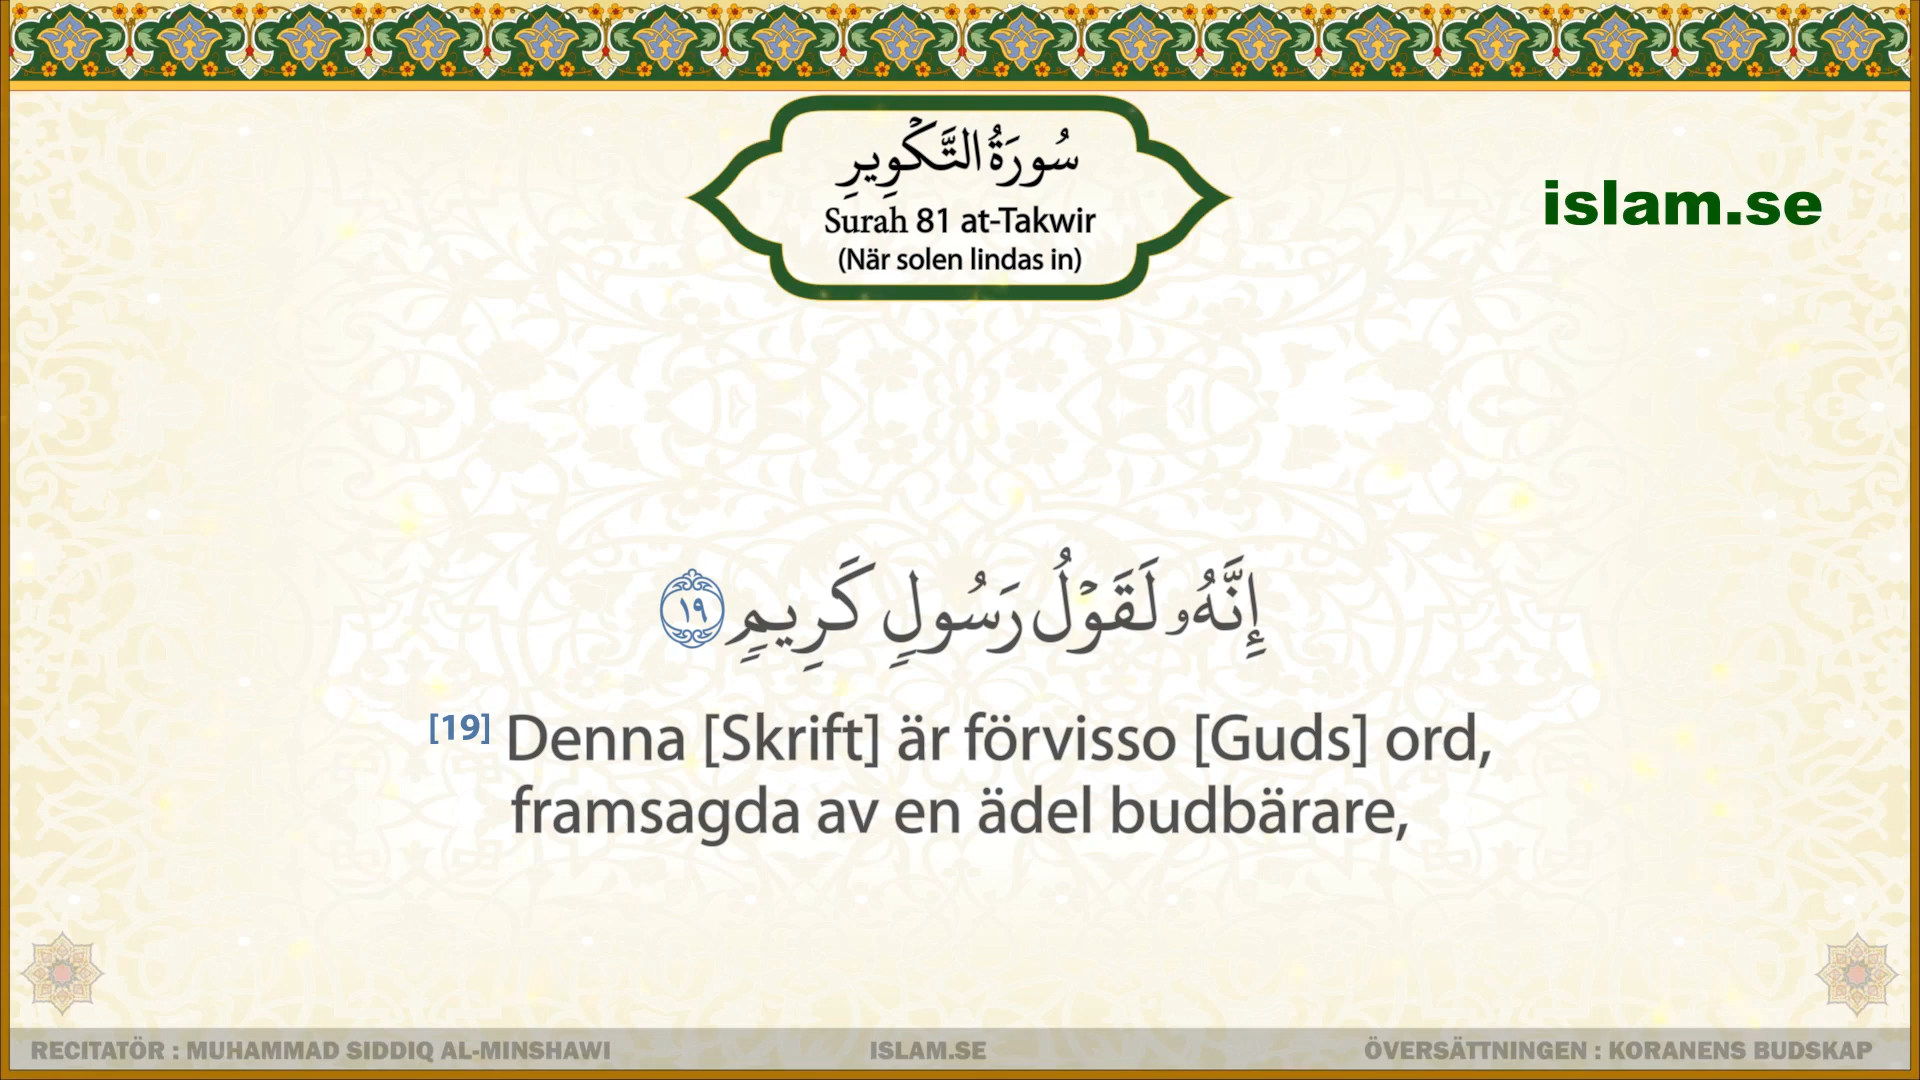 سُورَةُ التَّكْوِيرِ
Surah 81 at-Takwir
(När solen lindas in)
islam.se
إِنَّهُۥ لَقَوۡلُ رَسُولٍ كَرِيمٍ ١٩
[19] Denna [Skrift] är förvisso [Guds] ord,
framsagda av en ädel budbärare,
RECITATÖR : MUHAMMAD SIDDIQ AL-MINSHAWI
ISLAM.SE
ÖVERSÄTTNINGEN : KORANENS BUDSKAP